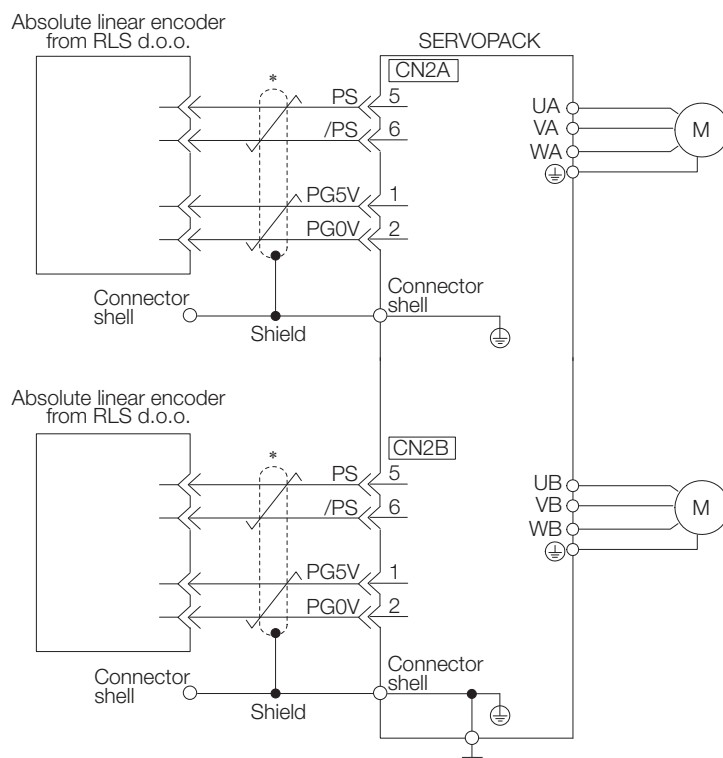 Absolute linear encoder
from RLS d.o.o.
SERVOPACK
CN2A
*
PS
5
/PS
6
PG5V
1
PG0V
2
UA
VA
WA
M
Connector
shell
Connector
shell
Shield
Absolute linear encoder
from RLS d.o.o.
CN2B
*
PS
5
/PS
6
PG5V
1
PG0V
2
UB
VB
WB
M
Connector
shell
Connector
shell
Shield